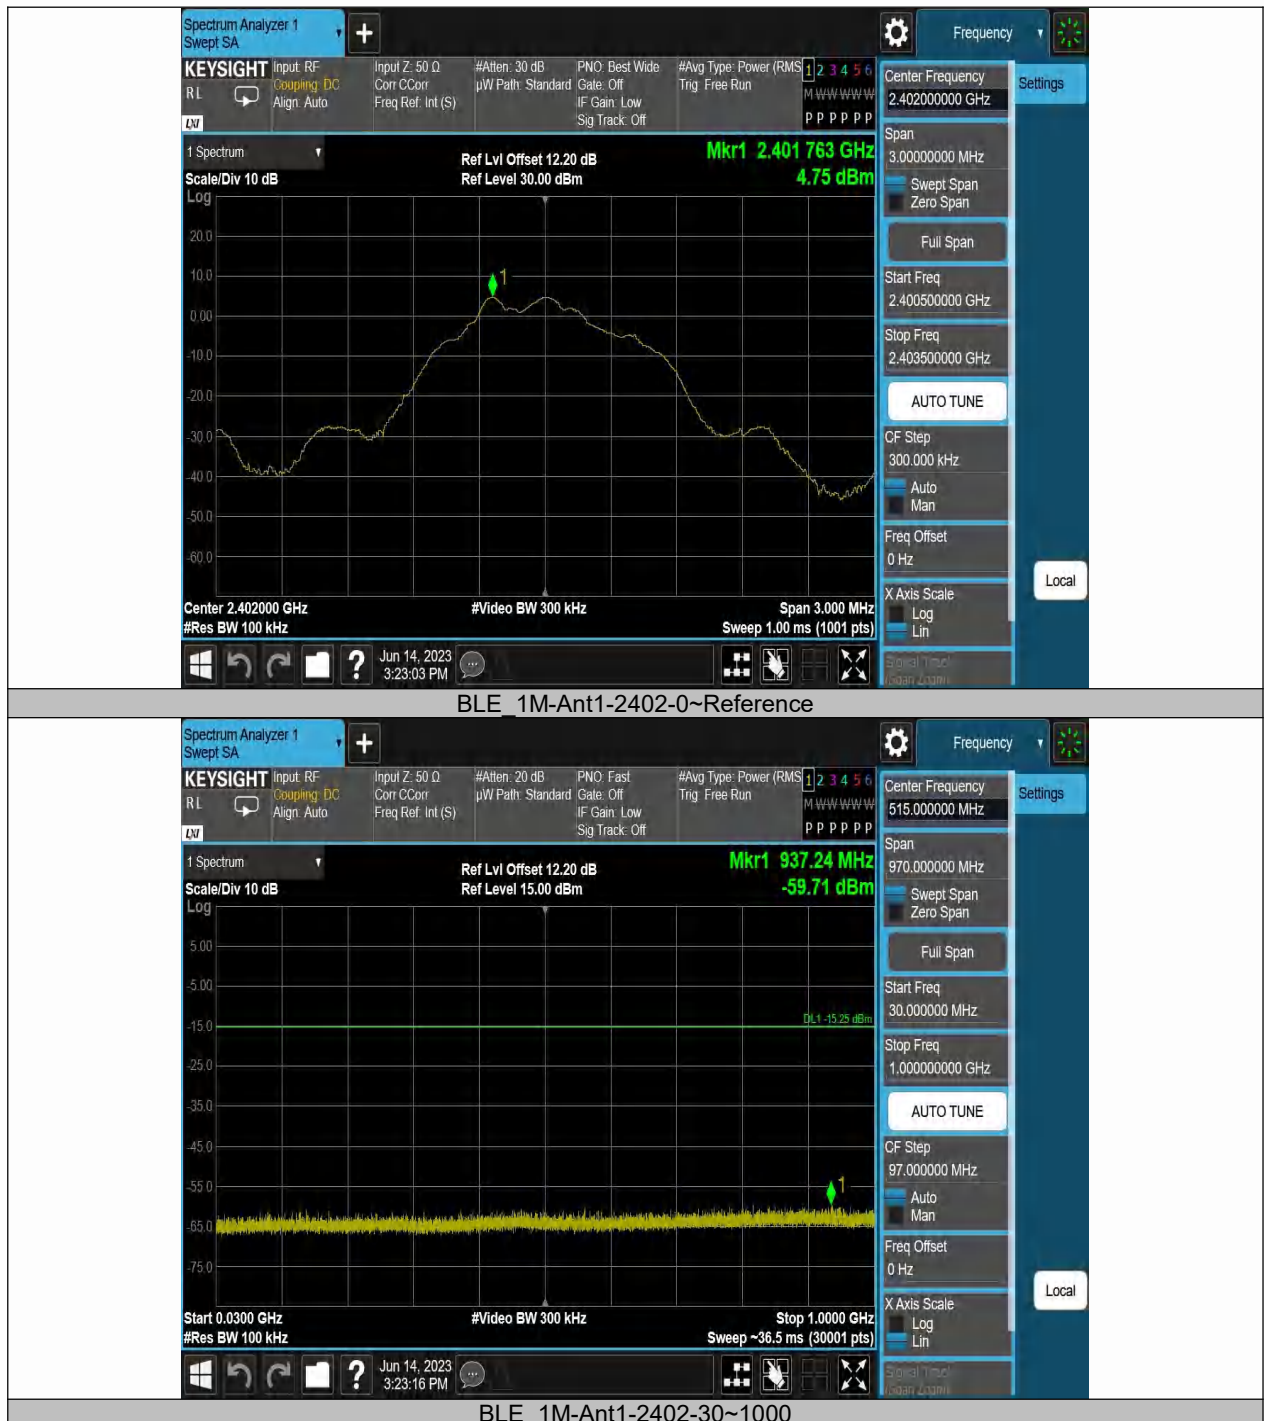 Spectrum Analyzer 1
Swept SA
+
Frequency
KEYSIGHT
RL
LXI
Input: RF
Coupling: DC
Align: Auto
Input Z: 50 Ω
Corr CCorr
Freq Ref: Int (S)
#Atten: 30 dB
µW Path: Standard
PNO: Best Wide
Gate: Off
IF Gain: Low
Sig Track: Off
#Avg Type: Power (RMS
Trig: Free Run
1 2 3 4 5 6
M W W W W W
P P P P P P
Center Frequency
2.402000000 GHz
Settings
Span
3.00000000 MHz
Swept Span
Zero Span
Full Span
Start Freq
2.400500000 GHz
Stop Freq
2.403500000 GHz
AUTO TUNE
CF Step
300.000 kHz
Auto
Man
Freq Offset
0 Hz
X Axis Scale
Log
Lin
Signal Track
(Span Zoom)
Local
1 Spectrum
Scale/Div 10 dB
Log
Ref Lvl Offset 12.20 dB
Ref Level 30.00 dBm
Mkr1 2.401 763 GHz
4.75 dBm
1
20.0
10.0
0.00
-10.0
-20.0
-30.0
-40.0
-50.0
-60.0
Center 2.402000 GHz
#Res BW 100 kHz
#Video BW 300 kHz
Span 3.000 MHz
Sweep 1.00 ms (1001 pts)
?
Jun 14, 2023
3:23:03 PM
BLE_1M-Ant1-2402-0~Reference
Spectrum Analyzer 1
Swept SA
+
Frequency
KEYSIGHT
RL
LXI
Input: RF
Coupling: DC
Align: Auto
Input Z: 50 Ω
Corr CCorr
Freq Ref: Int (S)
#Atten: 20 dB
µW Path: Standard
PNO: Fast
Gate: Off
IF Gain: Low
Sig Track: Off
#Avg Type: Power (RMS
Trig: Free Run
1 2 3 4 5 6
M W W W W W
P P P P P P
Center Frequency
515.000000 MHz
Settings
Span
970.000000 MHz
Swept Span
Zero Span
Full Span
Start Freq
30.000000 MHz
Stop Freq
1.000000000 GHz
AUTO TUNE
CF Step
97.000000 MHz
Auto
Man
Freq Offset
0 Hz
X Axis Scale
Log
Lin
Signal Track
(Span Zoom)
Local
1 Spectrum
Scale/Div 10 dB
Log
Ref Lvl Offset 12.20 dB
Ref Level 15.00 dBm
Mkr1 937.24 MHz
-59.71 dBm
5.00
-5.00
-15.0
DL1 -15.25 dBm
-25.0
-35.0
-45.0
-55.0
1
-65.0
-75.0
Start 0.0300 GHz
#Res BW 100 kHz
#Video BW 300 kHz
Stop 1.0000 GHz
Sweep ~36.5 ms (30001 pts)
?
Jun 14, 2023
3:23:16 PM
BLE_1M-Ant1-2402-30~1000